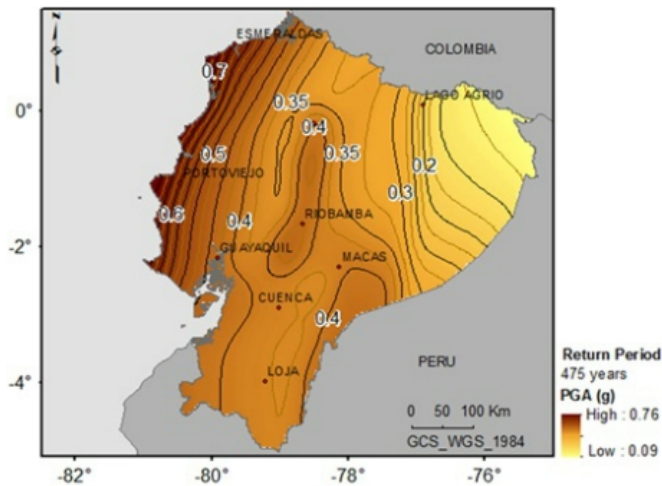 ESMERALDAS
COLOMBIA
0.7
LAGO AGRIO
0°
0.35
0.4
0.5
0.35
0.2
PORTOVIEJO
0.3
0.6
0.4
RIOBAMBA
-2°
GUAYAQUIL
MACAS
CUENCA
0.4
PERU
Return Period
475 years
LOJA
-4°
PGA (g)
High : 0.76
0 50 100 Km
GCS_WGS_1984
Low : 0.09
-82° -80° -78° -76°